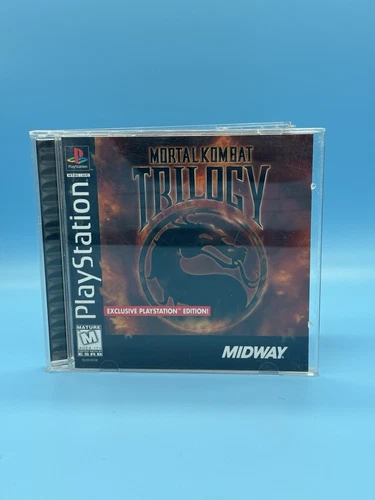 MORTAL KOMBAT
TRILOGY
PlayStation
EXCLUSIVE PLAYSTATION™ EDITION!
MATURE
M
ESRB
MIDWAY